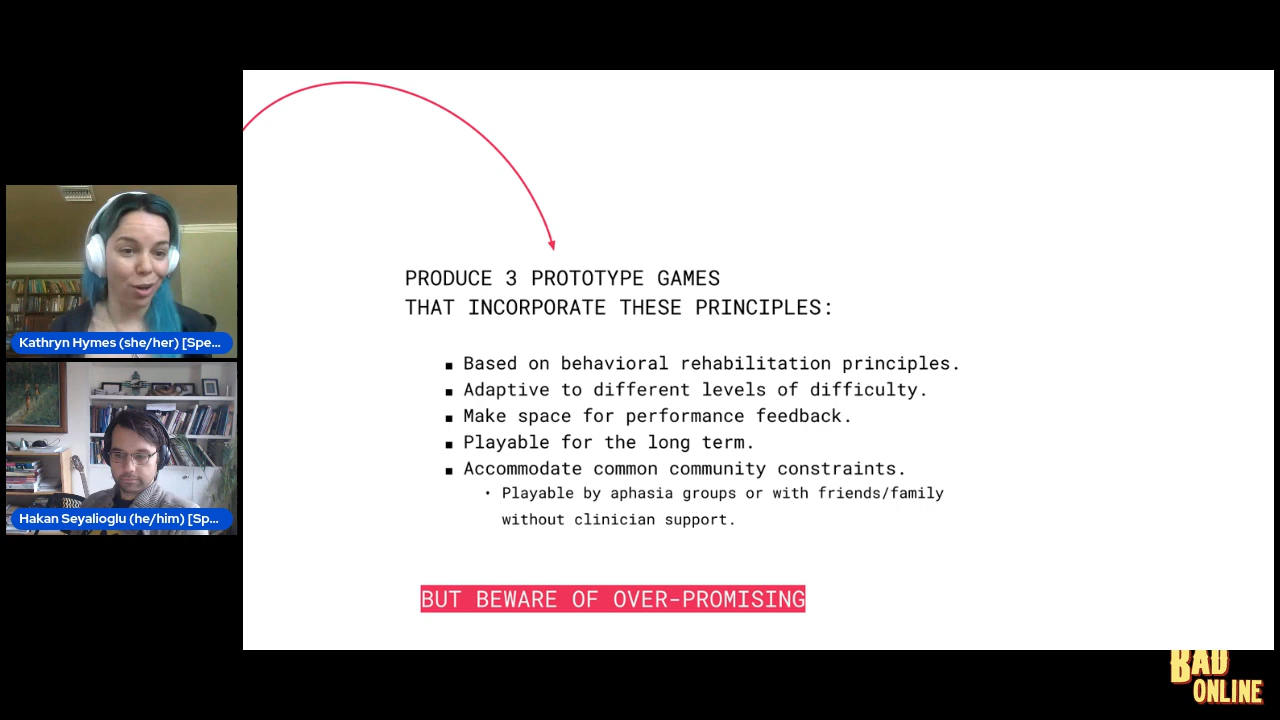 PRODUCE 3 PROTOTYPE GAMES
THAT INCORPORATE THESE PRINCIPLES:
Based on behavioral rehabilitation principles.
Adaptive to different levels of difficulty.
Make space for performance feedback.
Playable for the long term.
Accommodate common community constraints.
Playable by aphasia groups or with friends/family
without clinician support.
BUT BEWARE OF OVER-PROMISING
Kathryn Hymes (she/her) [Spe...
Hakan Seyalioglu (he/him) [Sp...
BAD
ONLINE